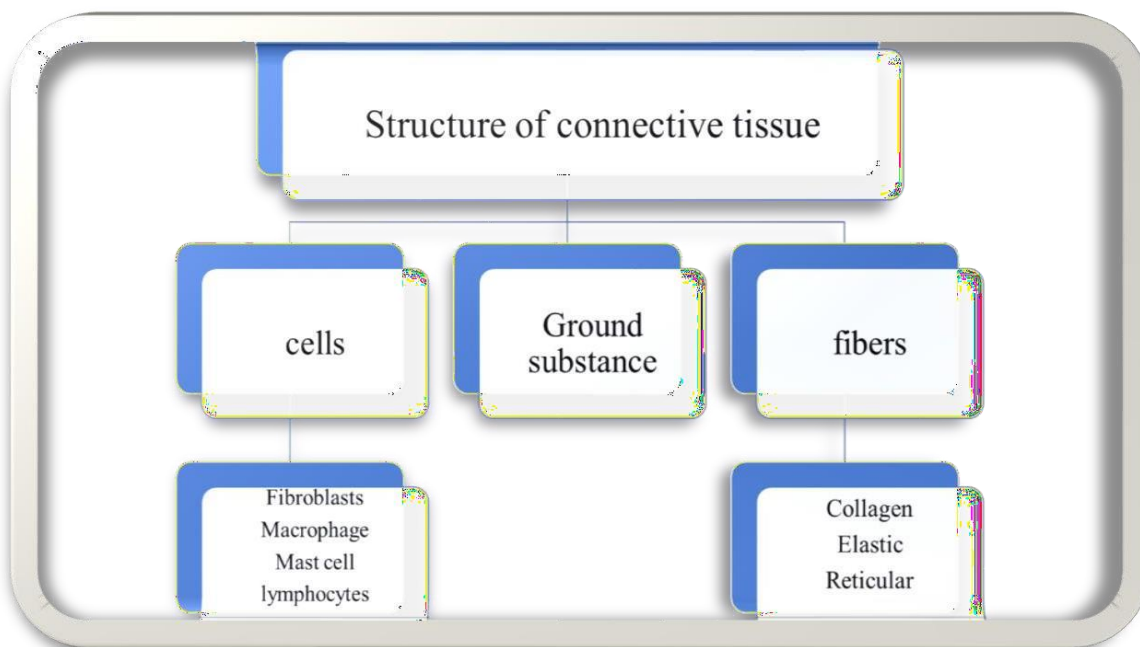 Structure of connective tissue
cells
Ground
substance
fibers
Fibroblasts
Macrophage
Mast cell
lymphocytes
Collagen
Elastic
Reticular